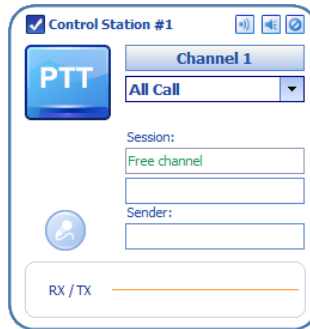 Control Station #1
PTT
Channel 1
All Call
Session:
Free channel
Sender:
RX / TX